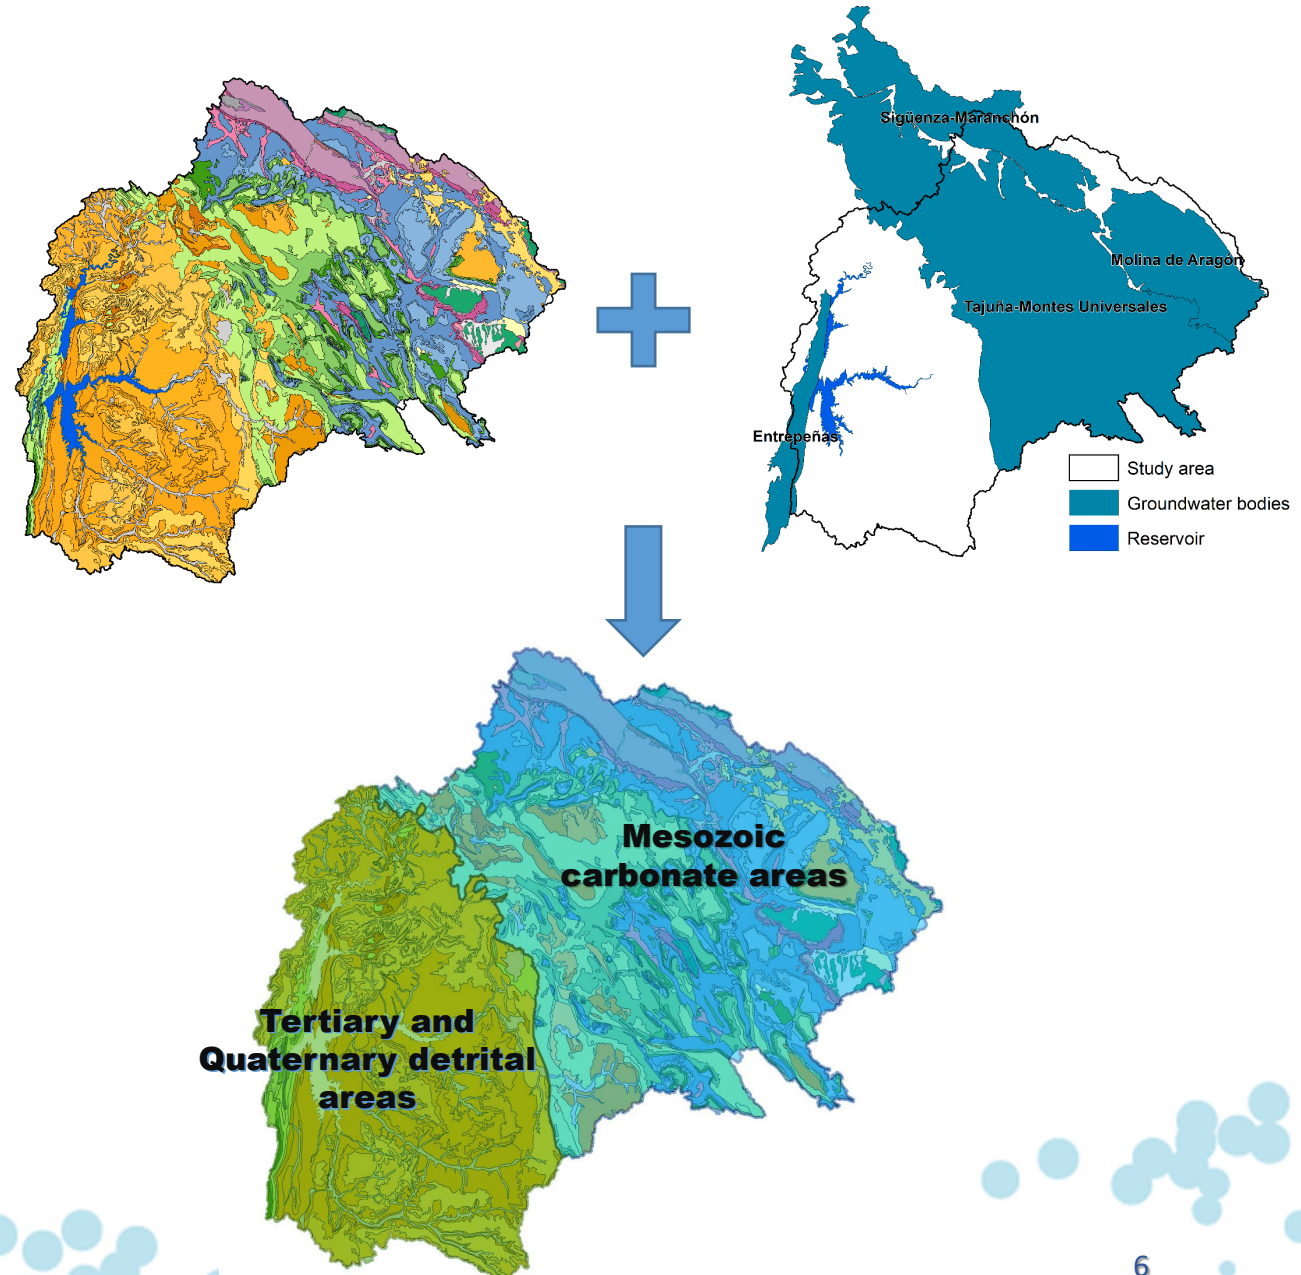 Sigüenza-Maranchón
Molina de Aragón
Tajuña-Montes Universales
Entrepeñas
Study area
Groundwater bodies
Reservoir
Mesozoic
carbonate areas
Tertiary and
Quaternary detrital
areas
6